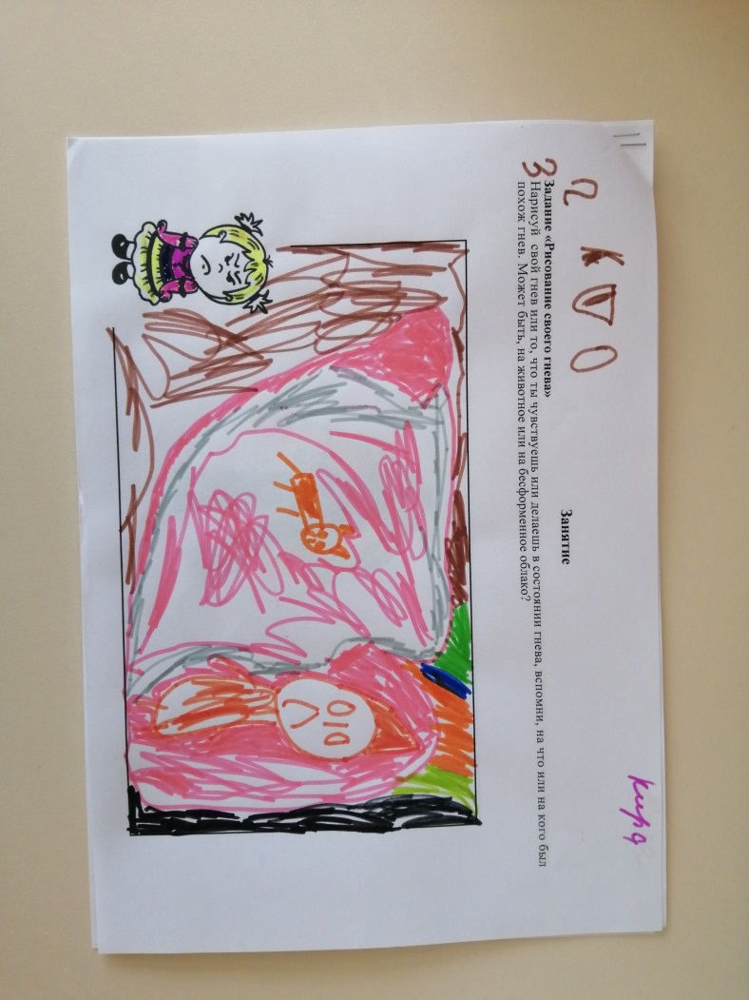 Кира
Занятие
Задание «Рисование своего гнева»
Нарисуй свой гнев или то, что ты чувствуешь или делаешь в состоянии гнева, вспомни, на что или на кого был
похож гнев. Может быть, на животное или на бесформенное облако?